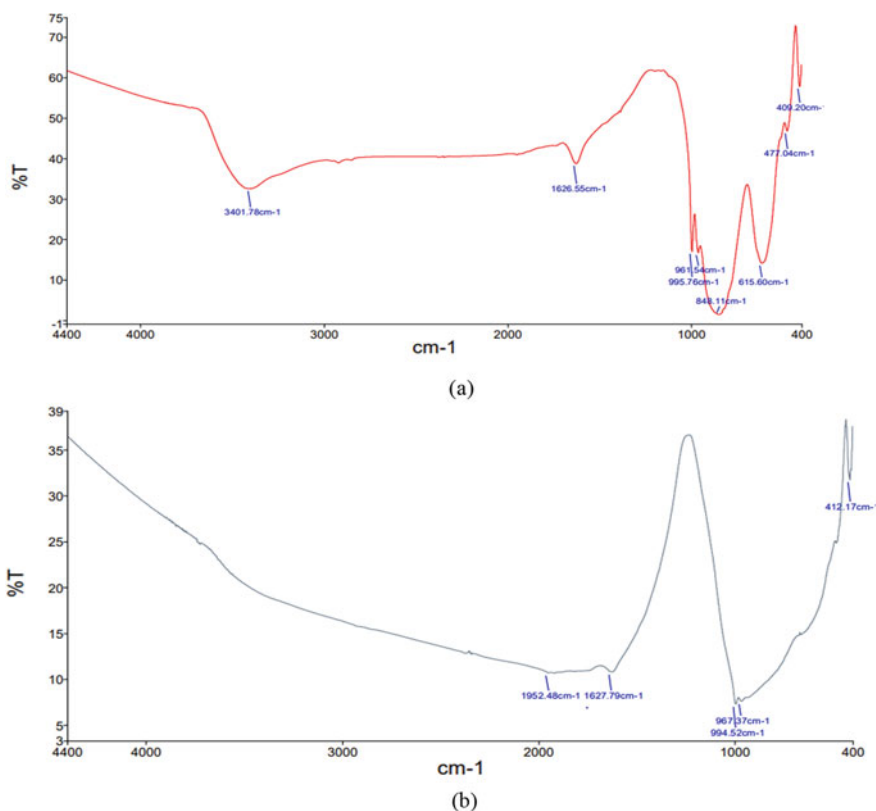 75
70
60
50
40
30
20
10
-1
%T
3401.78cm-1
1626.55cm-1
961.54cm-1
995.76cm-1
848.11cm-1
615.60cm-1
477.04cm-1
409.20cm-1
4400 4000 3000 2000 1000 400
cm-1
(a)
39
35
30
25
20
15
10
5
3
%T
1952.48cm-1 1627.79cm-1
967.37cm-1
994.52cm-1
412.17cm-1
4400 4000 3000 2000 1000 400
cm-1
(b)